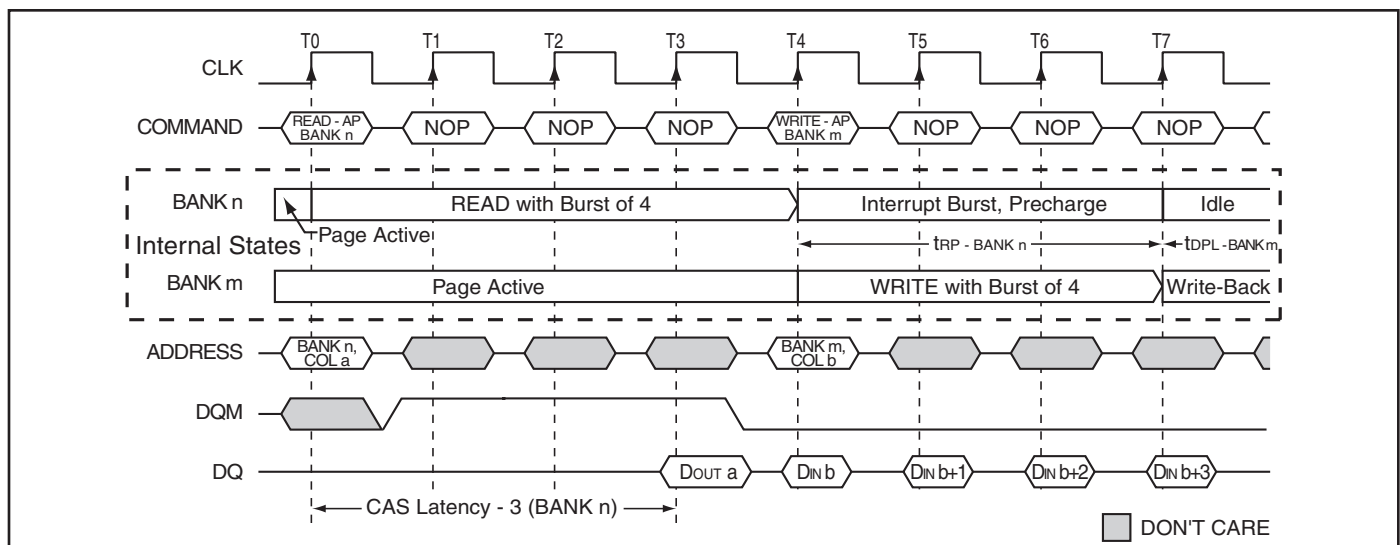 T0 T1 T2 T3 T4 T5 T6 T7
CLK
COMMAND READ - AP BANK n NOP NOP NOP WRITE - AP BANK m NOP NOP NOP
BANK n READ with Burst of 4 Interrupt Burst, Precharge Idle
Internal States Page Active tRP - BANK n tDPL - BANK m
BANK m Page Active WRITE with Burst of 4 Write-Back
ADDRESS BANK n, COL a BANK m, COL b
DQM
DQ DOUT a DIN b DIN b+1 DIN b+2 DIN b+3
CAS Latency - 3 (BANK n)
DON'T CARE